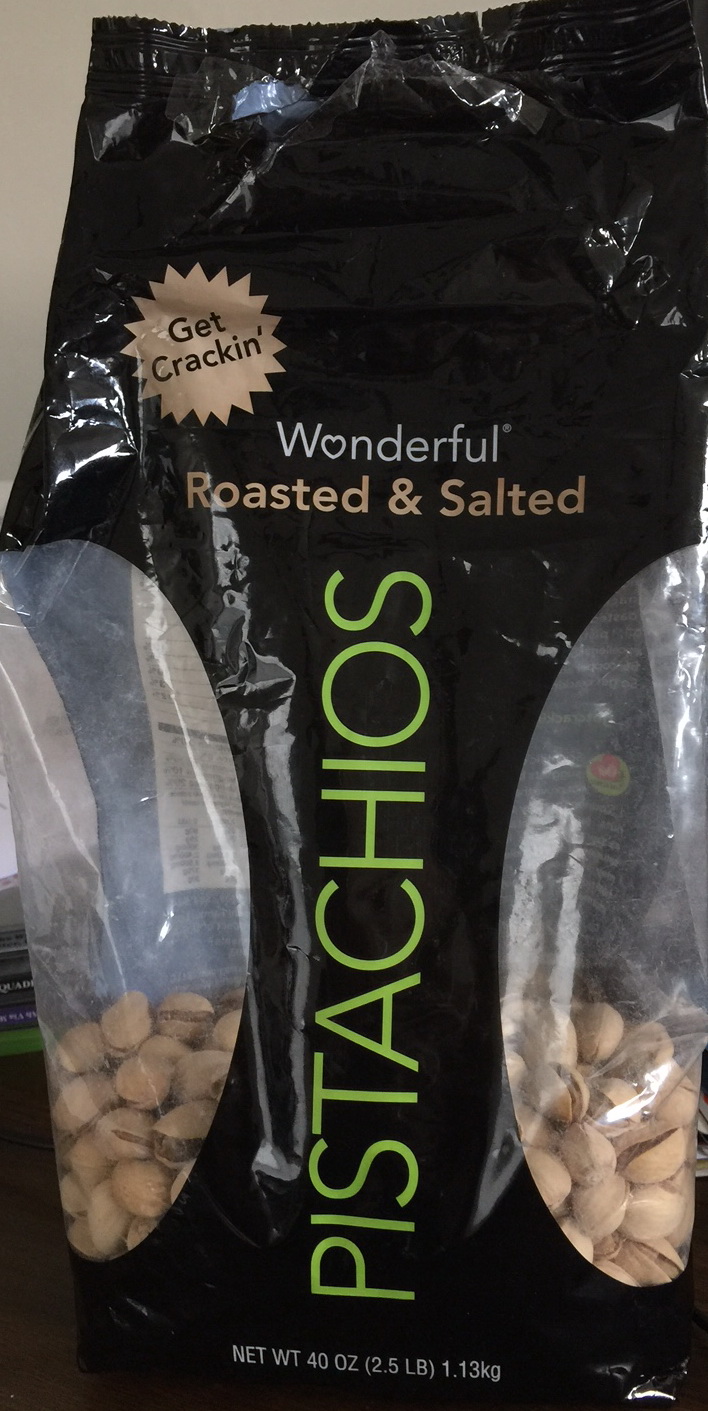 Get
Crackin'
Wonderful®
Roasted & Salted
PISTACHIOS
NET WT 40 OZ (2.5 LB) 1.13kg